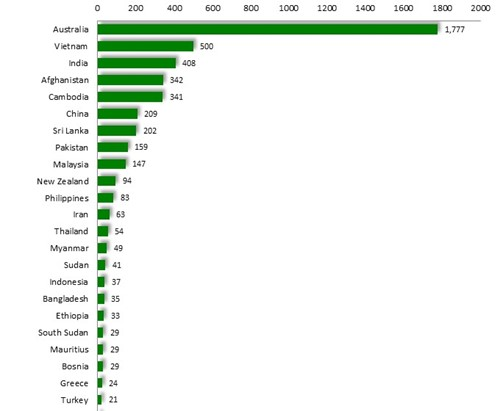 0 200 400 600 800 1000 1200 1400 1600 1800 2000
Australia 1,777
Vietnam 500
India 408
Afghanistan 342
Cambodia 341
China 209
Sri Lanka 202
Pakistan 159
Malaysia 147
New Zealand 94
Philippines 83
Iran 63
Thailand 54
Myanmar 49
Sudan 41
Indonesia 37
Bangladesh 35
Ethiopia 33
South Sudan 29
Mauritius 29
Bosnia 29
Greece 24
Turkey 21